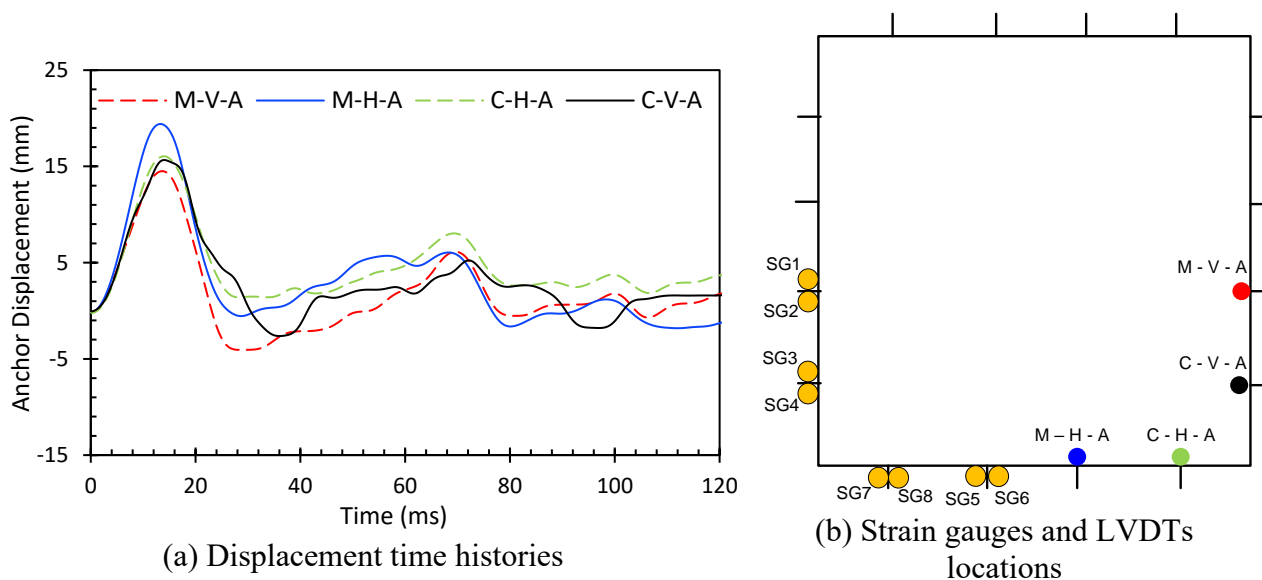 25
15
5
-5
-15
Anchor Displacement (mm)
M-V-A M-H-A C-H-A C-V-A
0 20 40 60 80 100 120
Time (ms)
(a) Displacement time histories
SG1
SG2
SG3
SG4
M - V - A
C - V - A
M – H - A C - H - A
SG7 SG8 SG5 SG6
(b) Strain gauges and LVDTs
locations